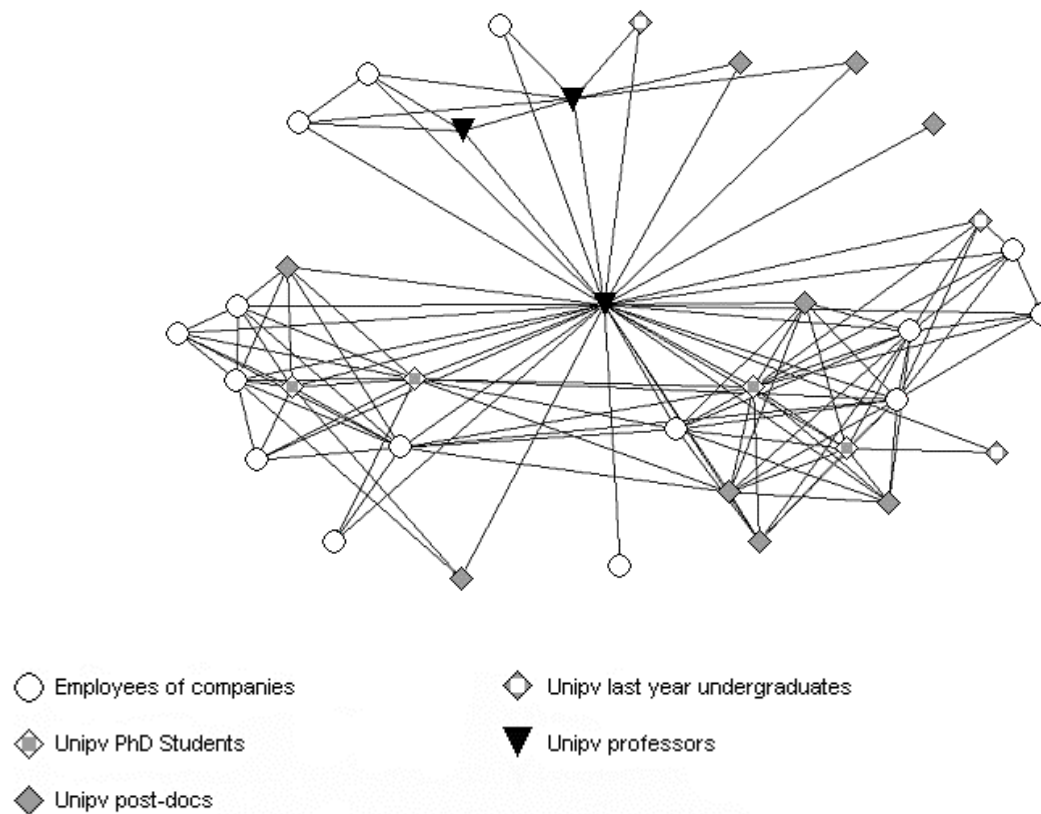 Employees of companies
Unipv last year undergraduates
Unipv PhD Students
Unipv professors
Unipv post-docs